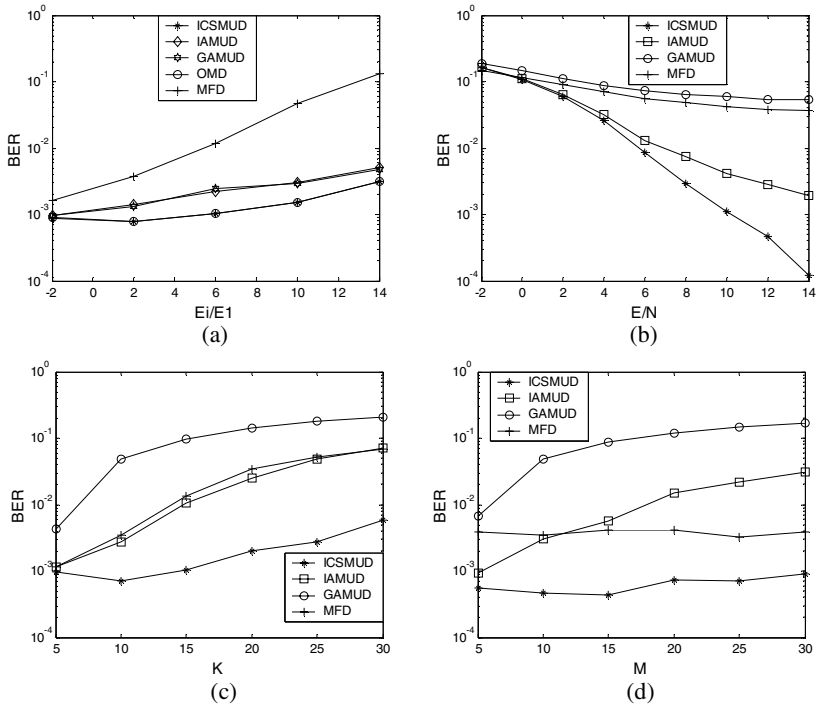 10^0
10^-1
10^-2
10^-3
10^-4
BER
-2 0 2 4 6 8 10 12 14
Ei/E1
ICSMUD
IAMUD
GAMUD
OMD
MFD
(a)
10^0
10^-1
10^-2
10^-3
10^-4
BER
-2 0 2 4 6 8 10 12 14
E/N
ICSMUD
IAMUD
GAMUD
MFD
(b)
10^0
10^-1
10^-2
10^-3
10^-4
BER
5 10 15 20 25 30
K
ICSMUD
IAMUD
GAMUD
MFD
(c)
10^0
10^-1
10^-2
10^-3
10^-4
BER
5 10 15 20 25 30
M
ICSMUD
IAMUD
GAMUD
MFD
(d)